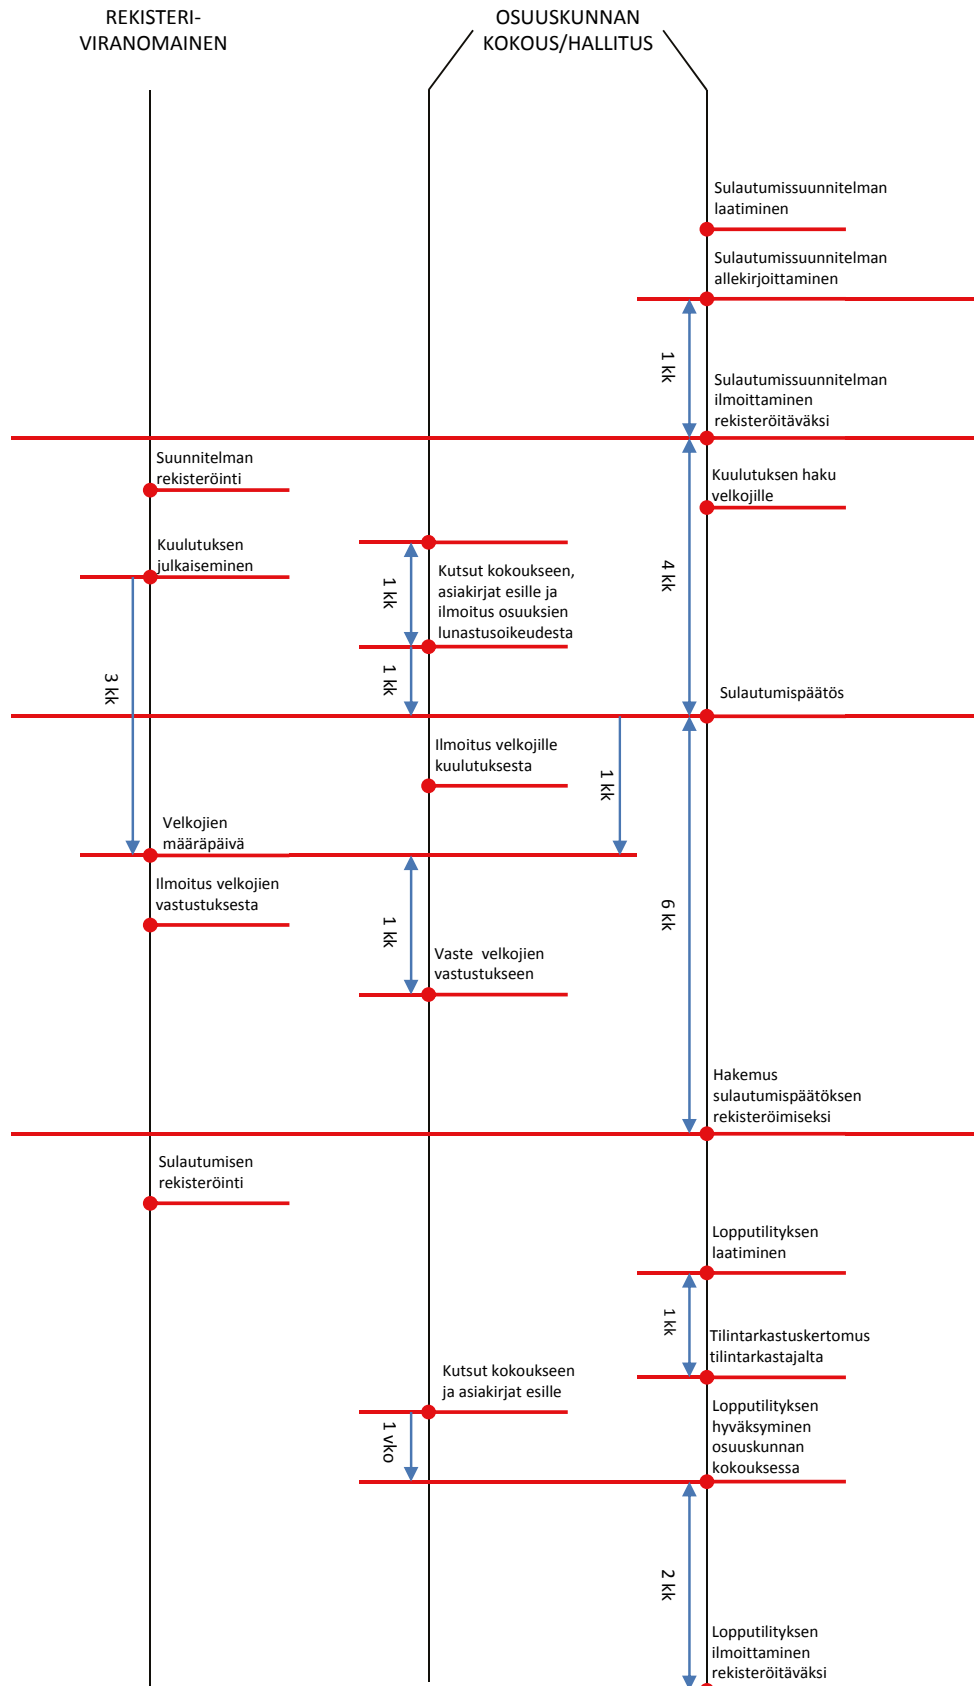 REKISTERI-
VIRANOMAINEN
OSUUSKUNNAN
KOKOUS/HALLITUS
Sulautumissuunnitelman
laatiminen
Sulautumissuunnitelman
allekirjoittaminen
1 kk
Sulautumissuunnitelman
ilmoittaminen
rekisteröitäväksi
Suunnitelman
rekisteröinti
Kuulutuksen haku
velkojille
Kuulutuksen
julkaiseminen
1 kk
Kutsut kokoukseen,
asiakirjat esille ja
ilmoitus osuuksien
lunastusoikeudesta
4 kk
1 kk
3 kk
Sulautumispäätös
Ilmoitus velkojille
kuulutuksesta
1 kk
Velkojien
määräpäivä
Ilmoitus velkojien
vastustuksesta
1 kk
6 kk
Vaste velkojien
vastustukseen
Hakemus
sulautumispäätöksen
rekisteröimiseksi
Sulautumisen
rekisteröinti
Lopputilityksen
laatiminen
1 kk
Tilintarkastuskertomus
tilintarkastajalta
Kutsut kokoukseen
ja asiakirjat esille
1 vko
Lopputilityksen
hyväksyminen
osuuskunnan
kokouksessa
2 kk
Lopputilityksen
ilmoittaminen
rekisteröitäväksi